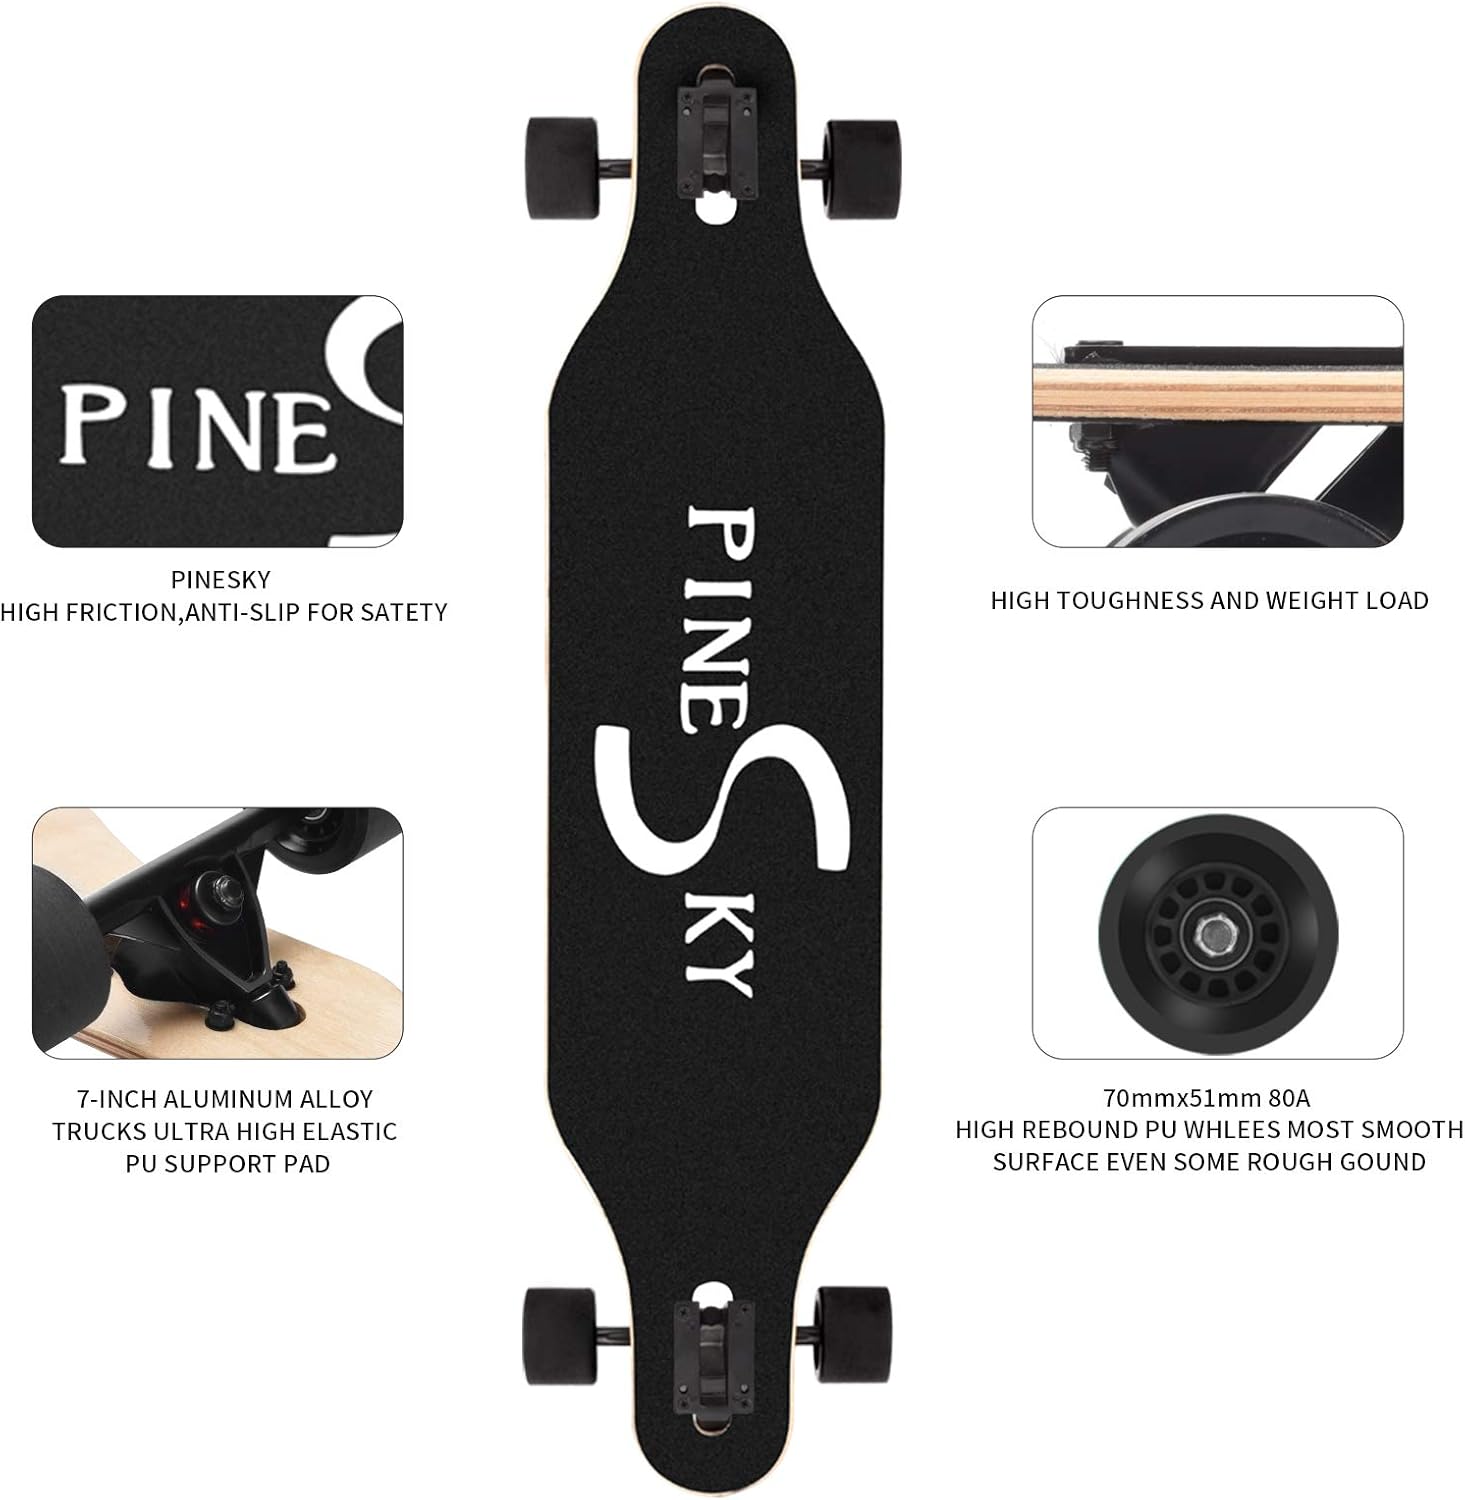 PINE
PINESKY
HIGH FRICTION,ANTI-SLIP FOR SATETY
7-INCH ALUMINUM ALLOY
TRUCKS ULTRA HIGH ELASTIC
PU SUPPORT PAD
PINE
SKY
HIGH TOUGHNESS AND WEIGHT LOAD
70mmx51mm 80A
HIGH REBOUND PU WHLEES MOST SMOOTH
SURFACE EVEN SOME ROUGH GOUND